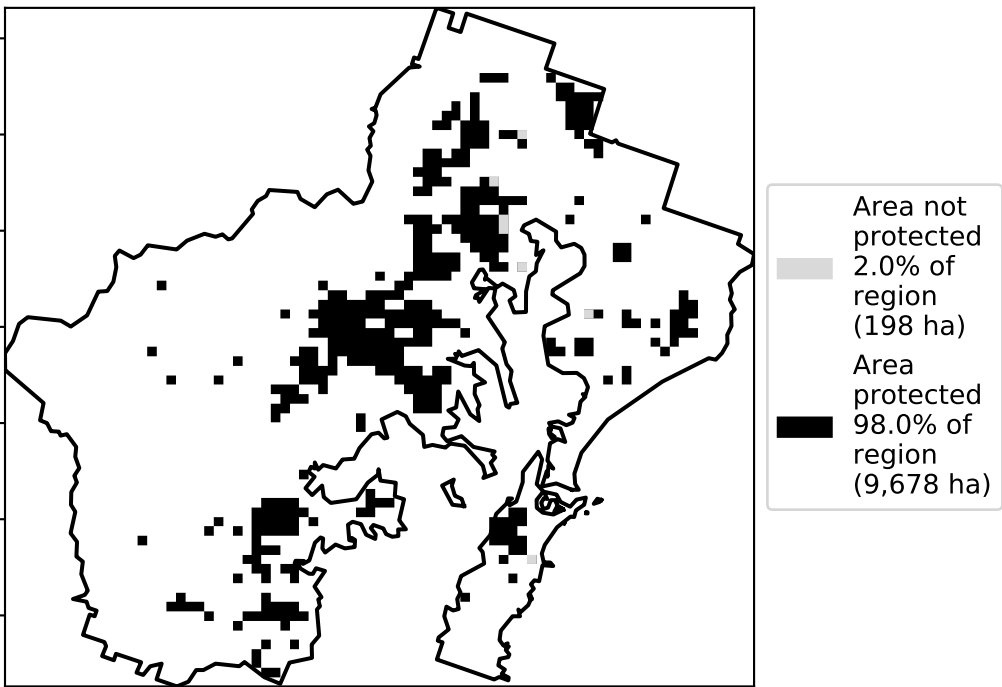 Area not
protected
2.0% of
region
(198 ha)
Area
protected
98.0% of
region
(9,678 ha)